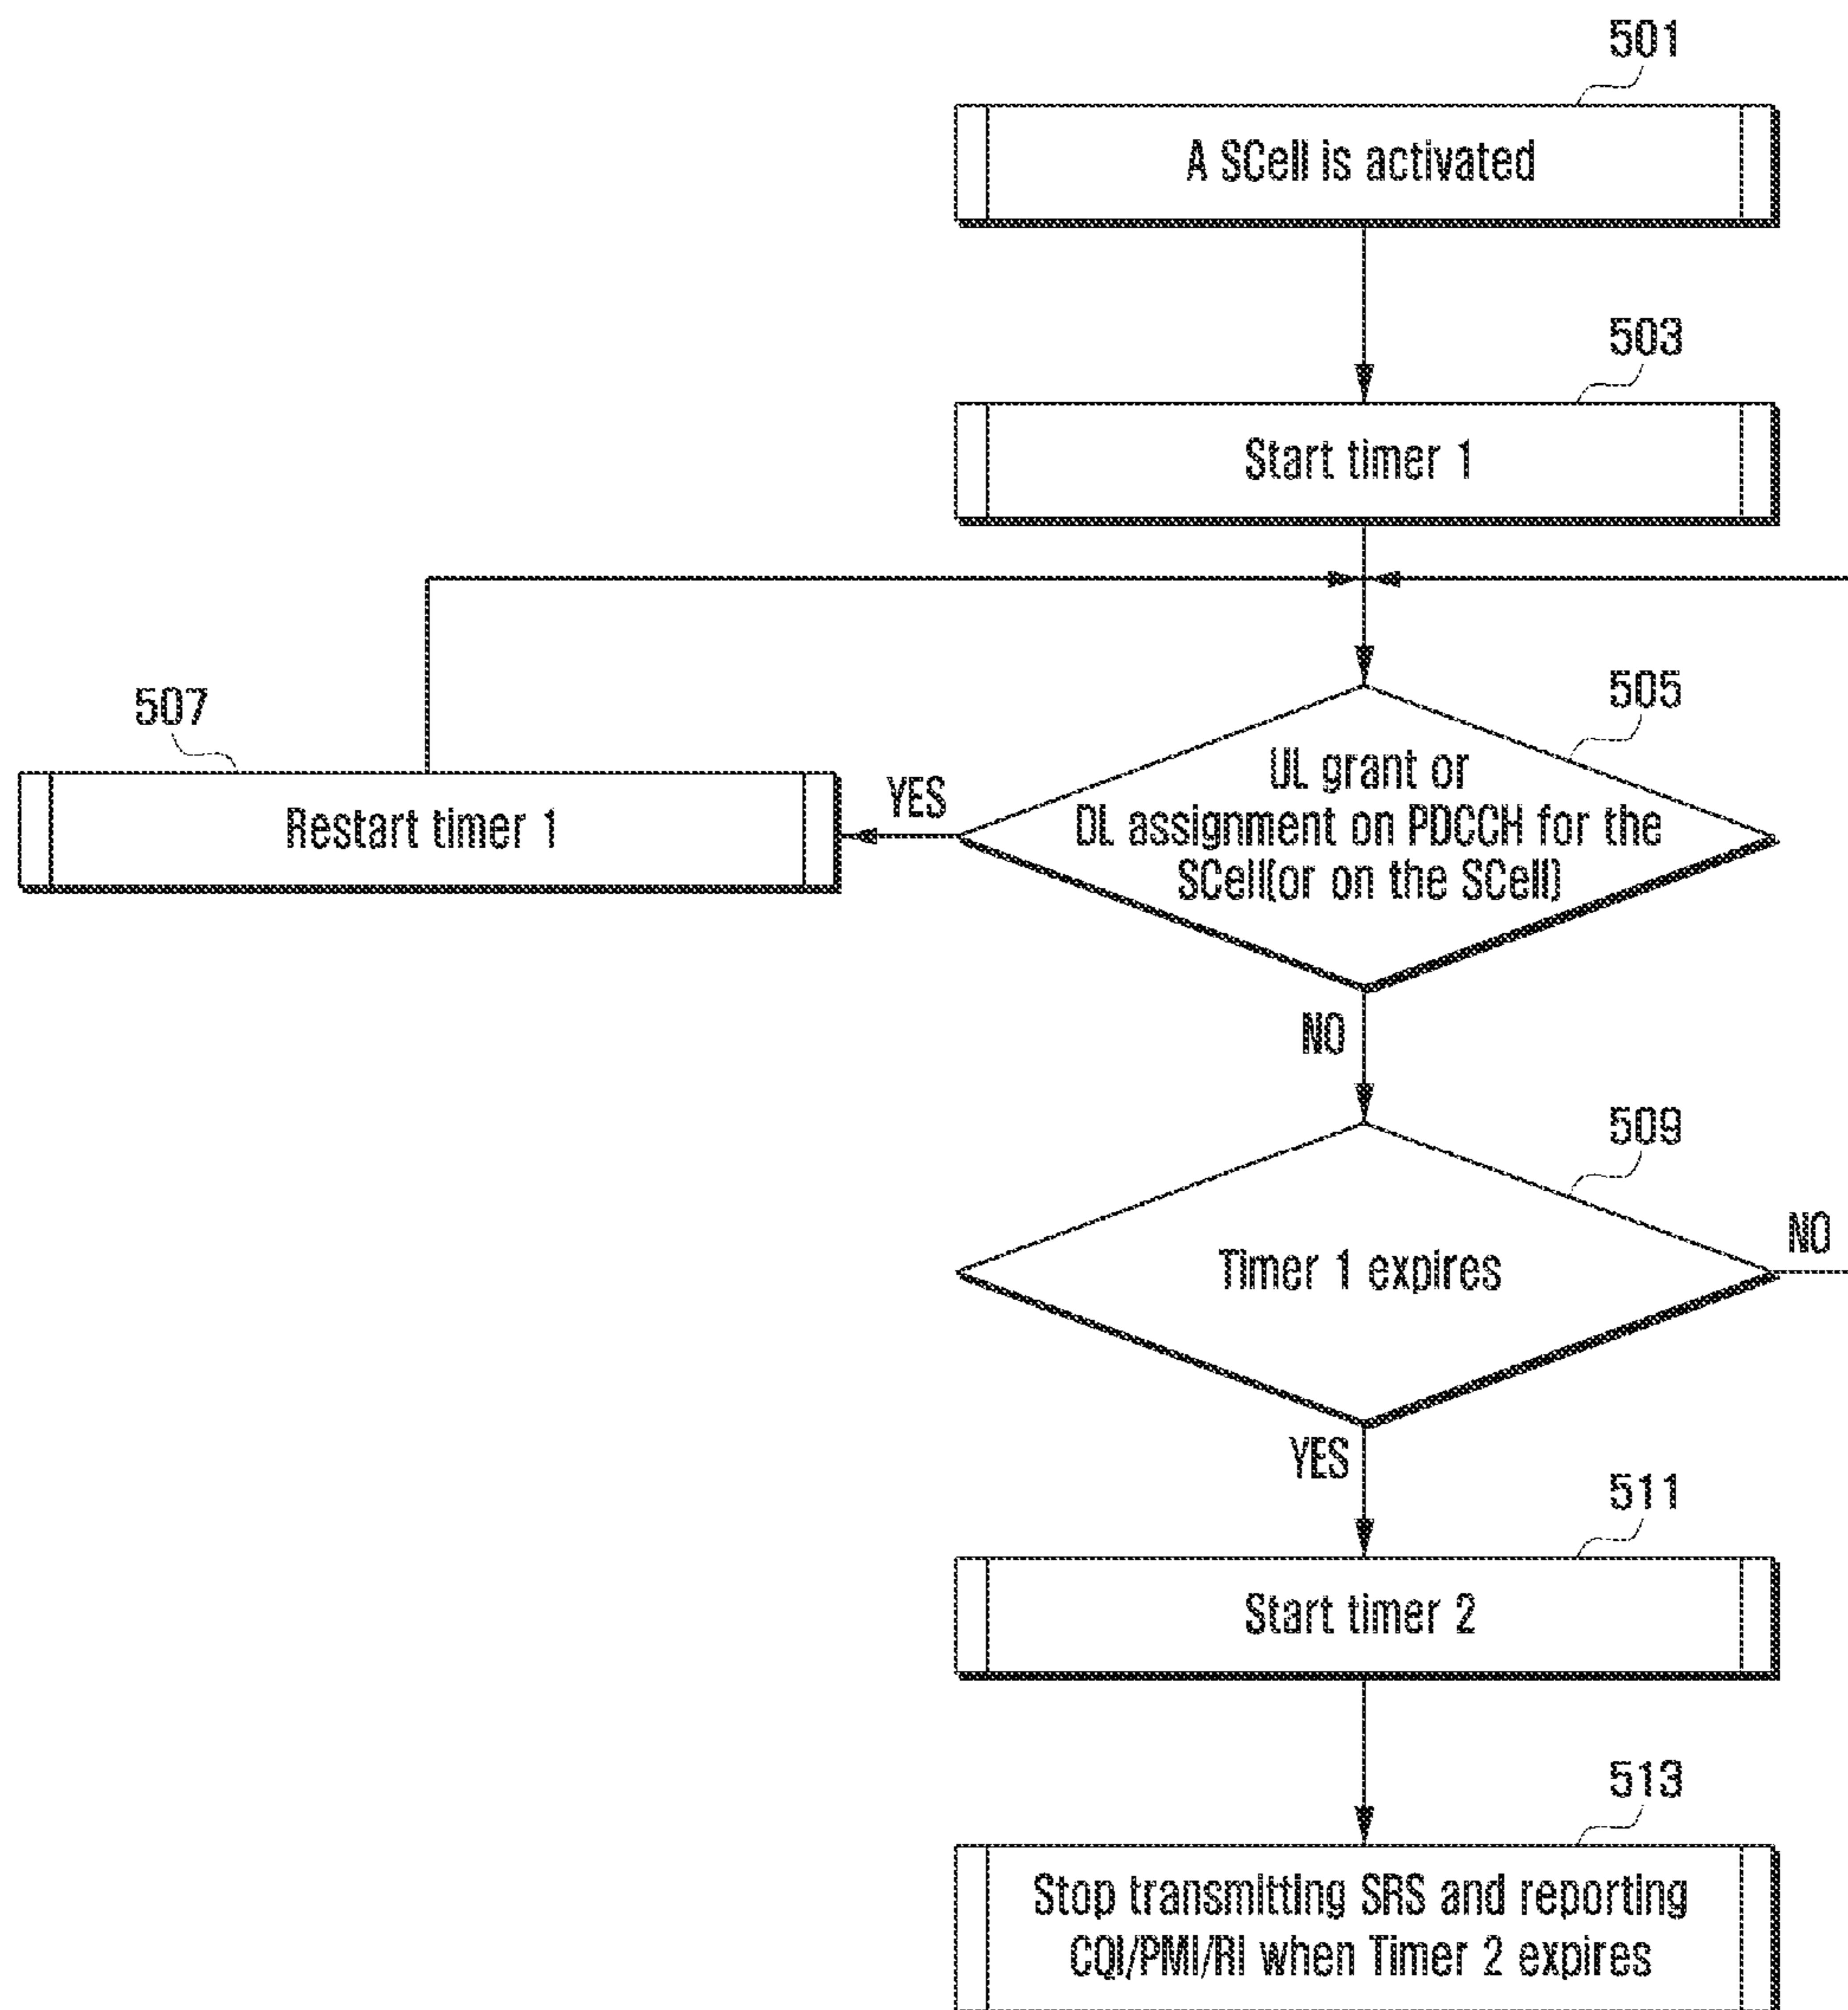 501
A SCell is activated
503
Start timer 1
507
505
Restart timer 1
YES
UL grant or
DL assignment on PDCCH for the
SCell(or on the SCell)
NO
509
Timer 1 expires
NO
YES
511
Start timer 2
513
Stop transmitting SRS and reporting
CQI/PMI/RI when Timer 2 expires